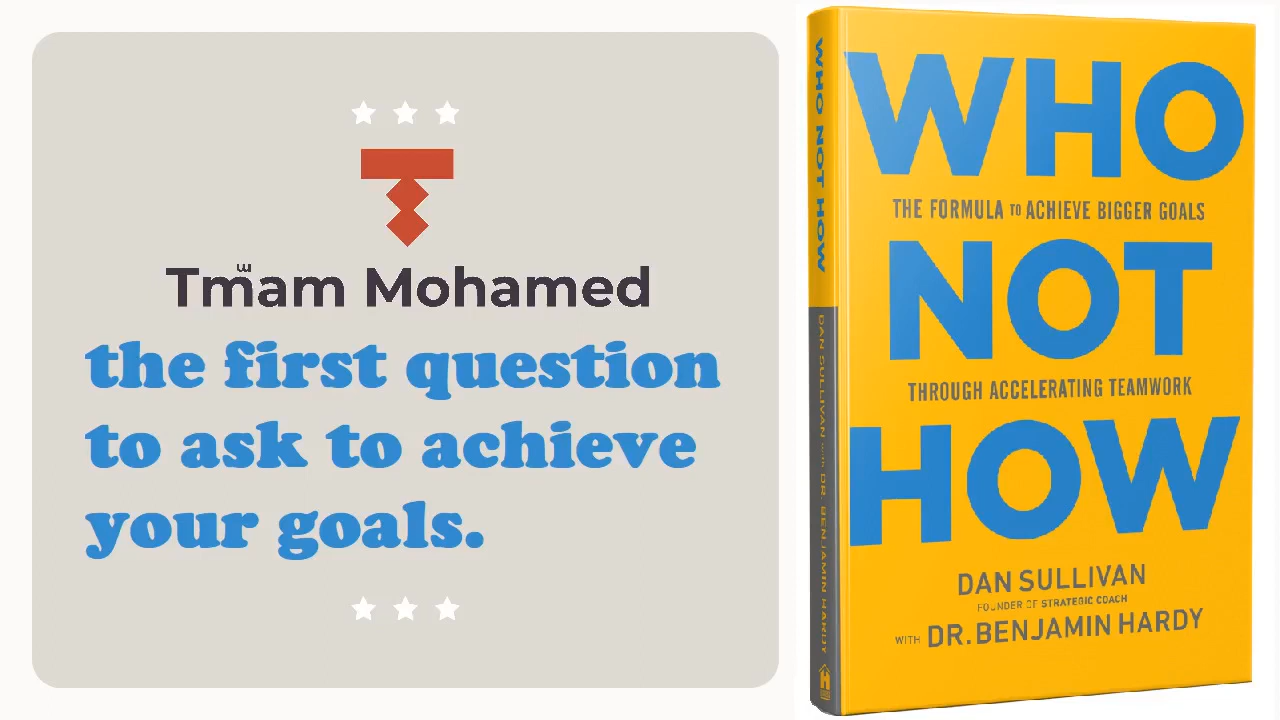 Tmam Mohamed
the first question
to ask to achieve
your goals.
WHO NOT HOW
DAN SULLIVAN WITH DR. BENJAMIN HARDY
WHO
THE FORMULA TO ACHIEVE BIGGER GOALS
NOT
THROUGH ACCELERATING TEAMWORK
HOW
DAN SULLIVAN
FOUNDER OF STRATEGIC COACH
WITH DR. BENJAMIN HARDY